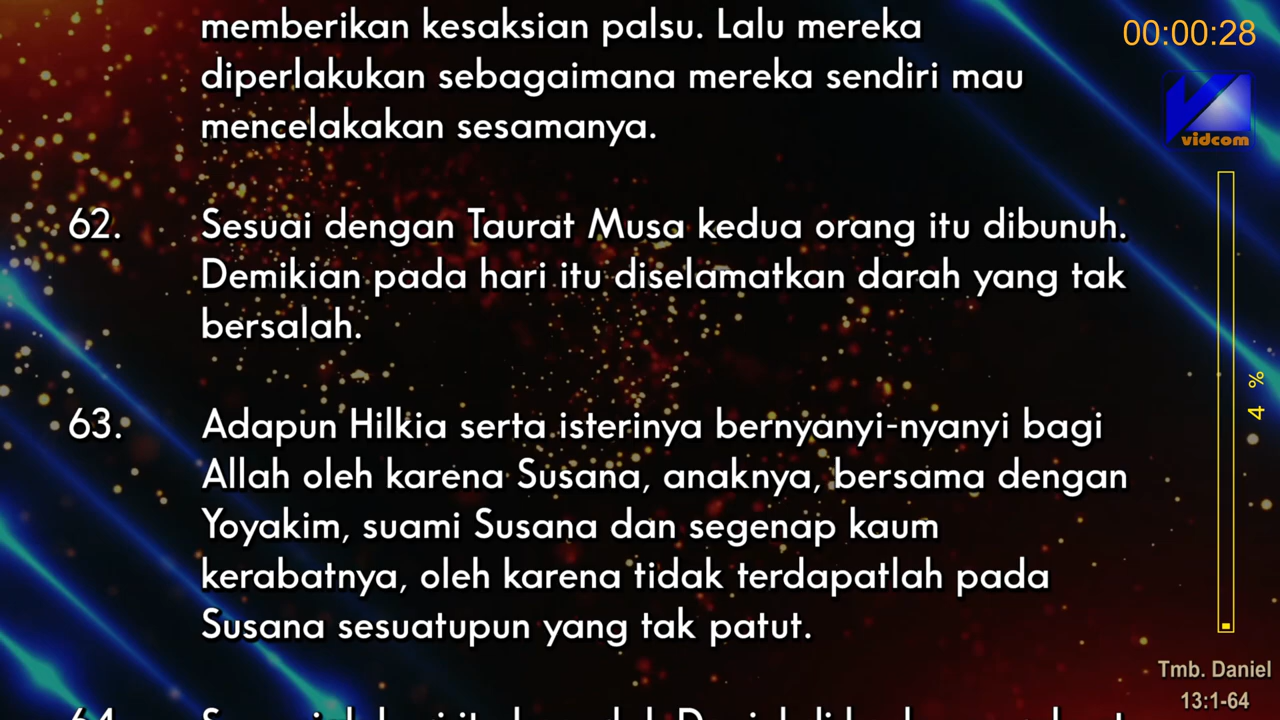 memberikan kesaksian palsu. Lalu mereka
diperlakukan sebagaimana mereka sendiri mau
mencelakakan sesamanya.
62. Sesuai dengan Taurat Musa kedua orang itu dibunuh.
Demikian pada hari itu diselamatkan darah yang tak
bersalah.
63. Adapun Hilkia serta isterinya bernyanyi-nyanyi bagi
Allah oleh karena Susana, anaknya, bersama dengan
Yoyakim, suami Susana dan segenap kaum
kerabatnya, oleh karena tidak terdapatlah pada
Susana sesuatupun yang tak patut.
00:00:28
vidcom
4 %
Tmb. Daniel
13:1-64